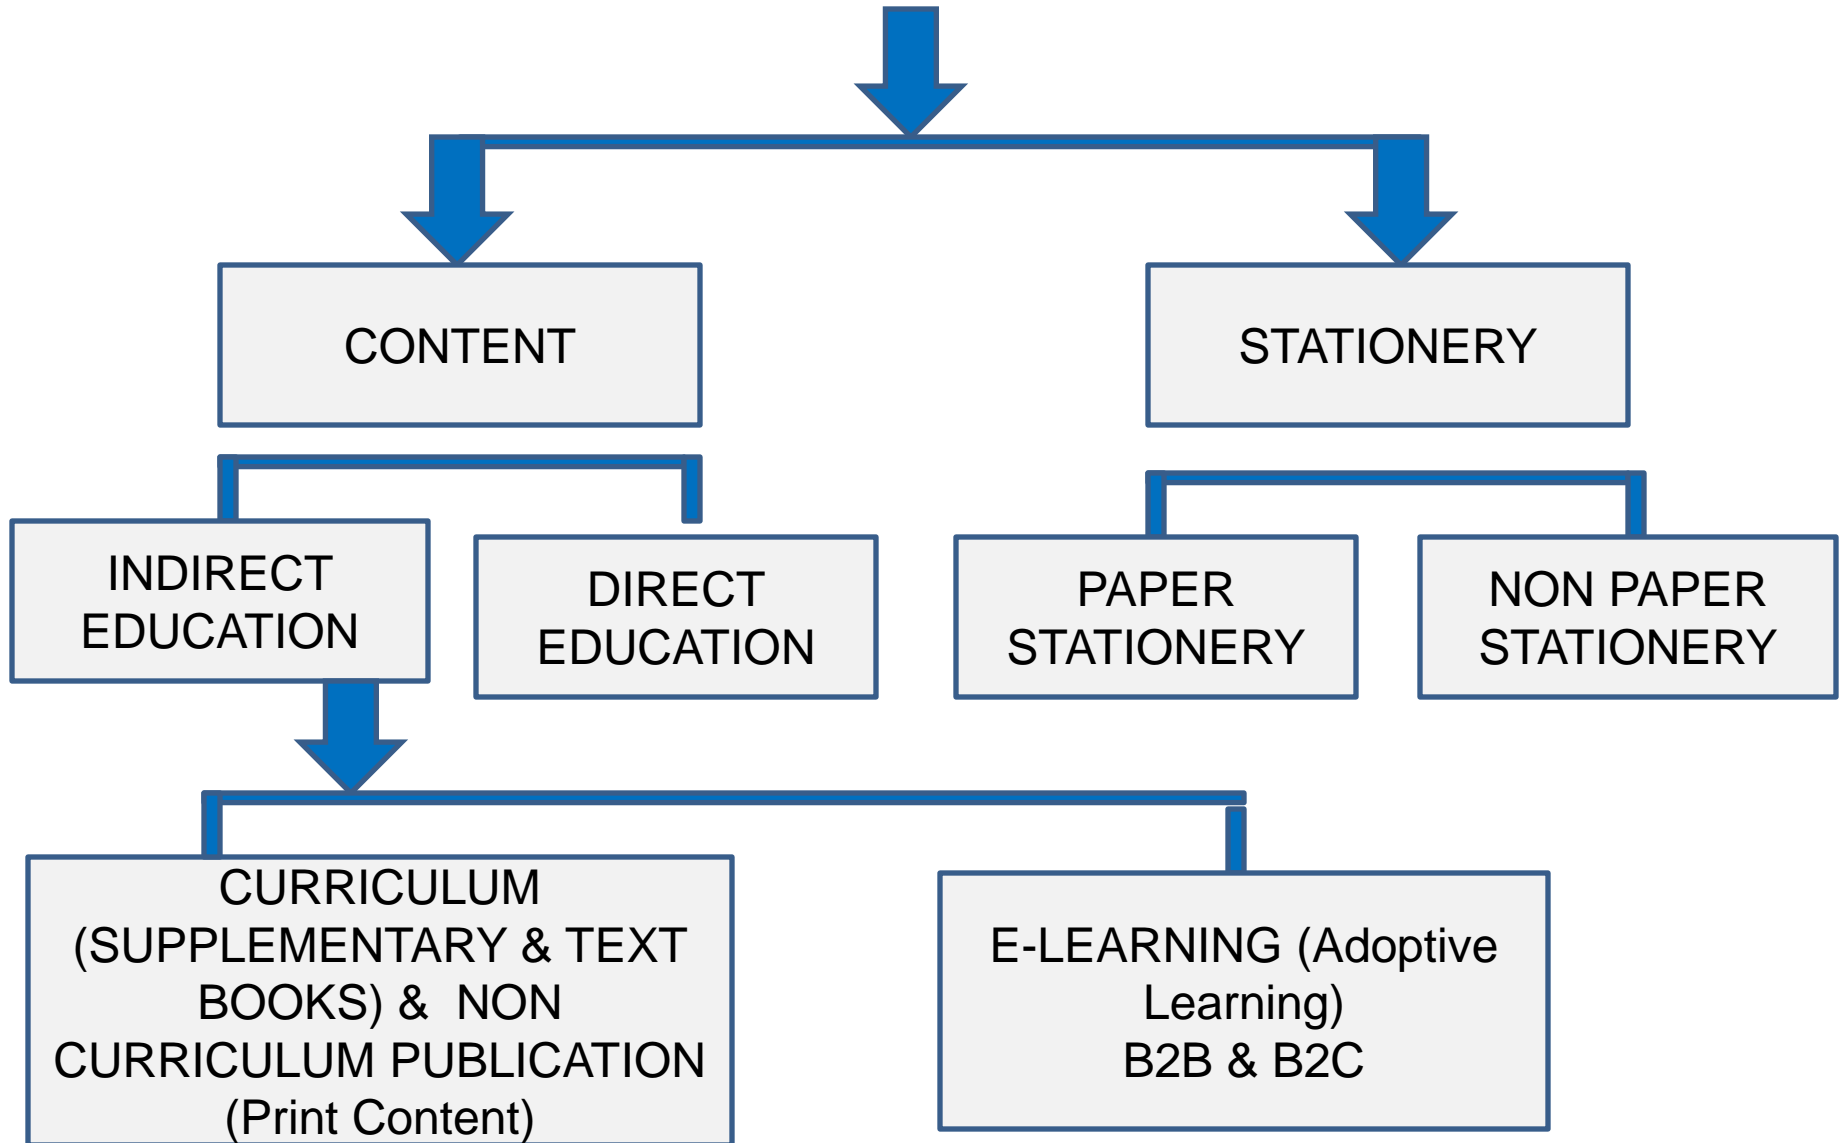 CONTENT
STATIONERY
INDIRECT
EDUCATION
DIRECT
EDUCATION
PAPER
STATIONERY
NON PAPER
STATIONERY
CURRICULUM
(SUPPLEMENTARY & TEXT
BOOKS) & NON
CURRICULUM PUBLICATION
(Print Content)
E-LEARNING (Adoptive
Learning)
B2B & B2C